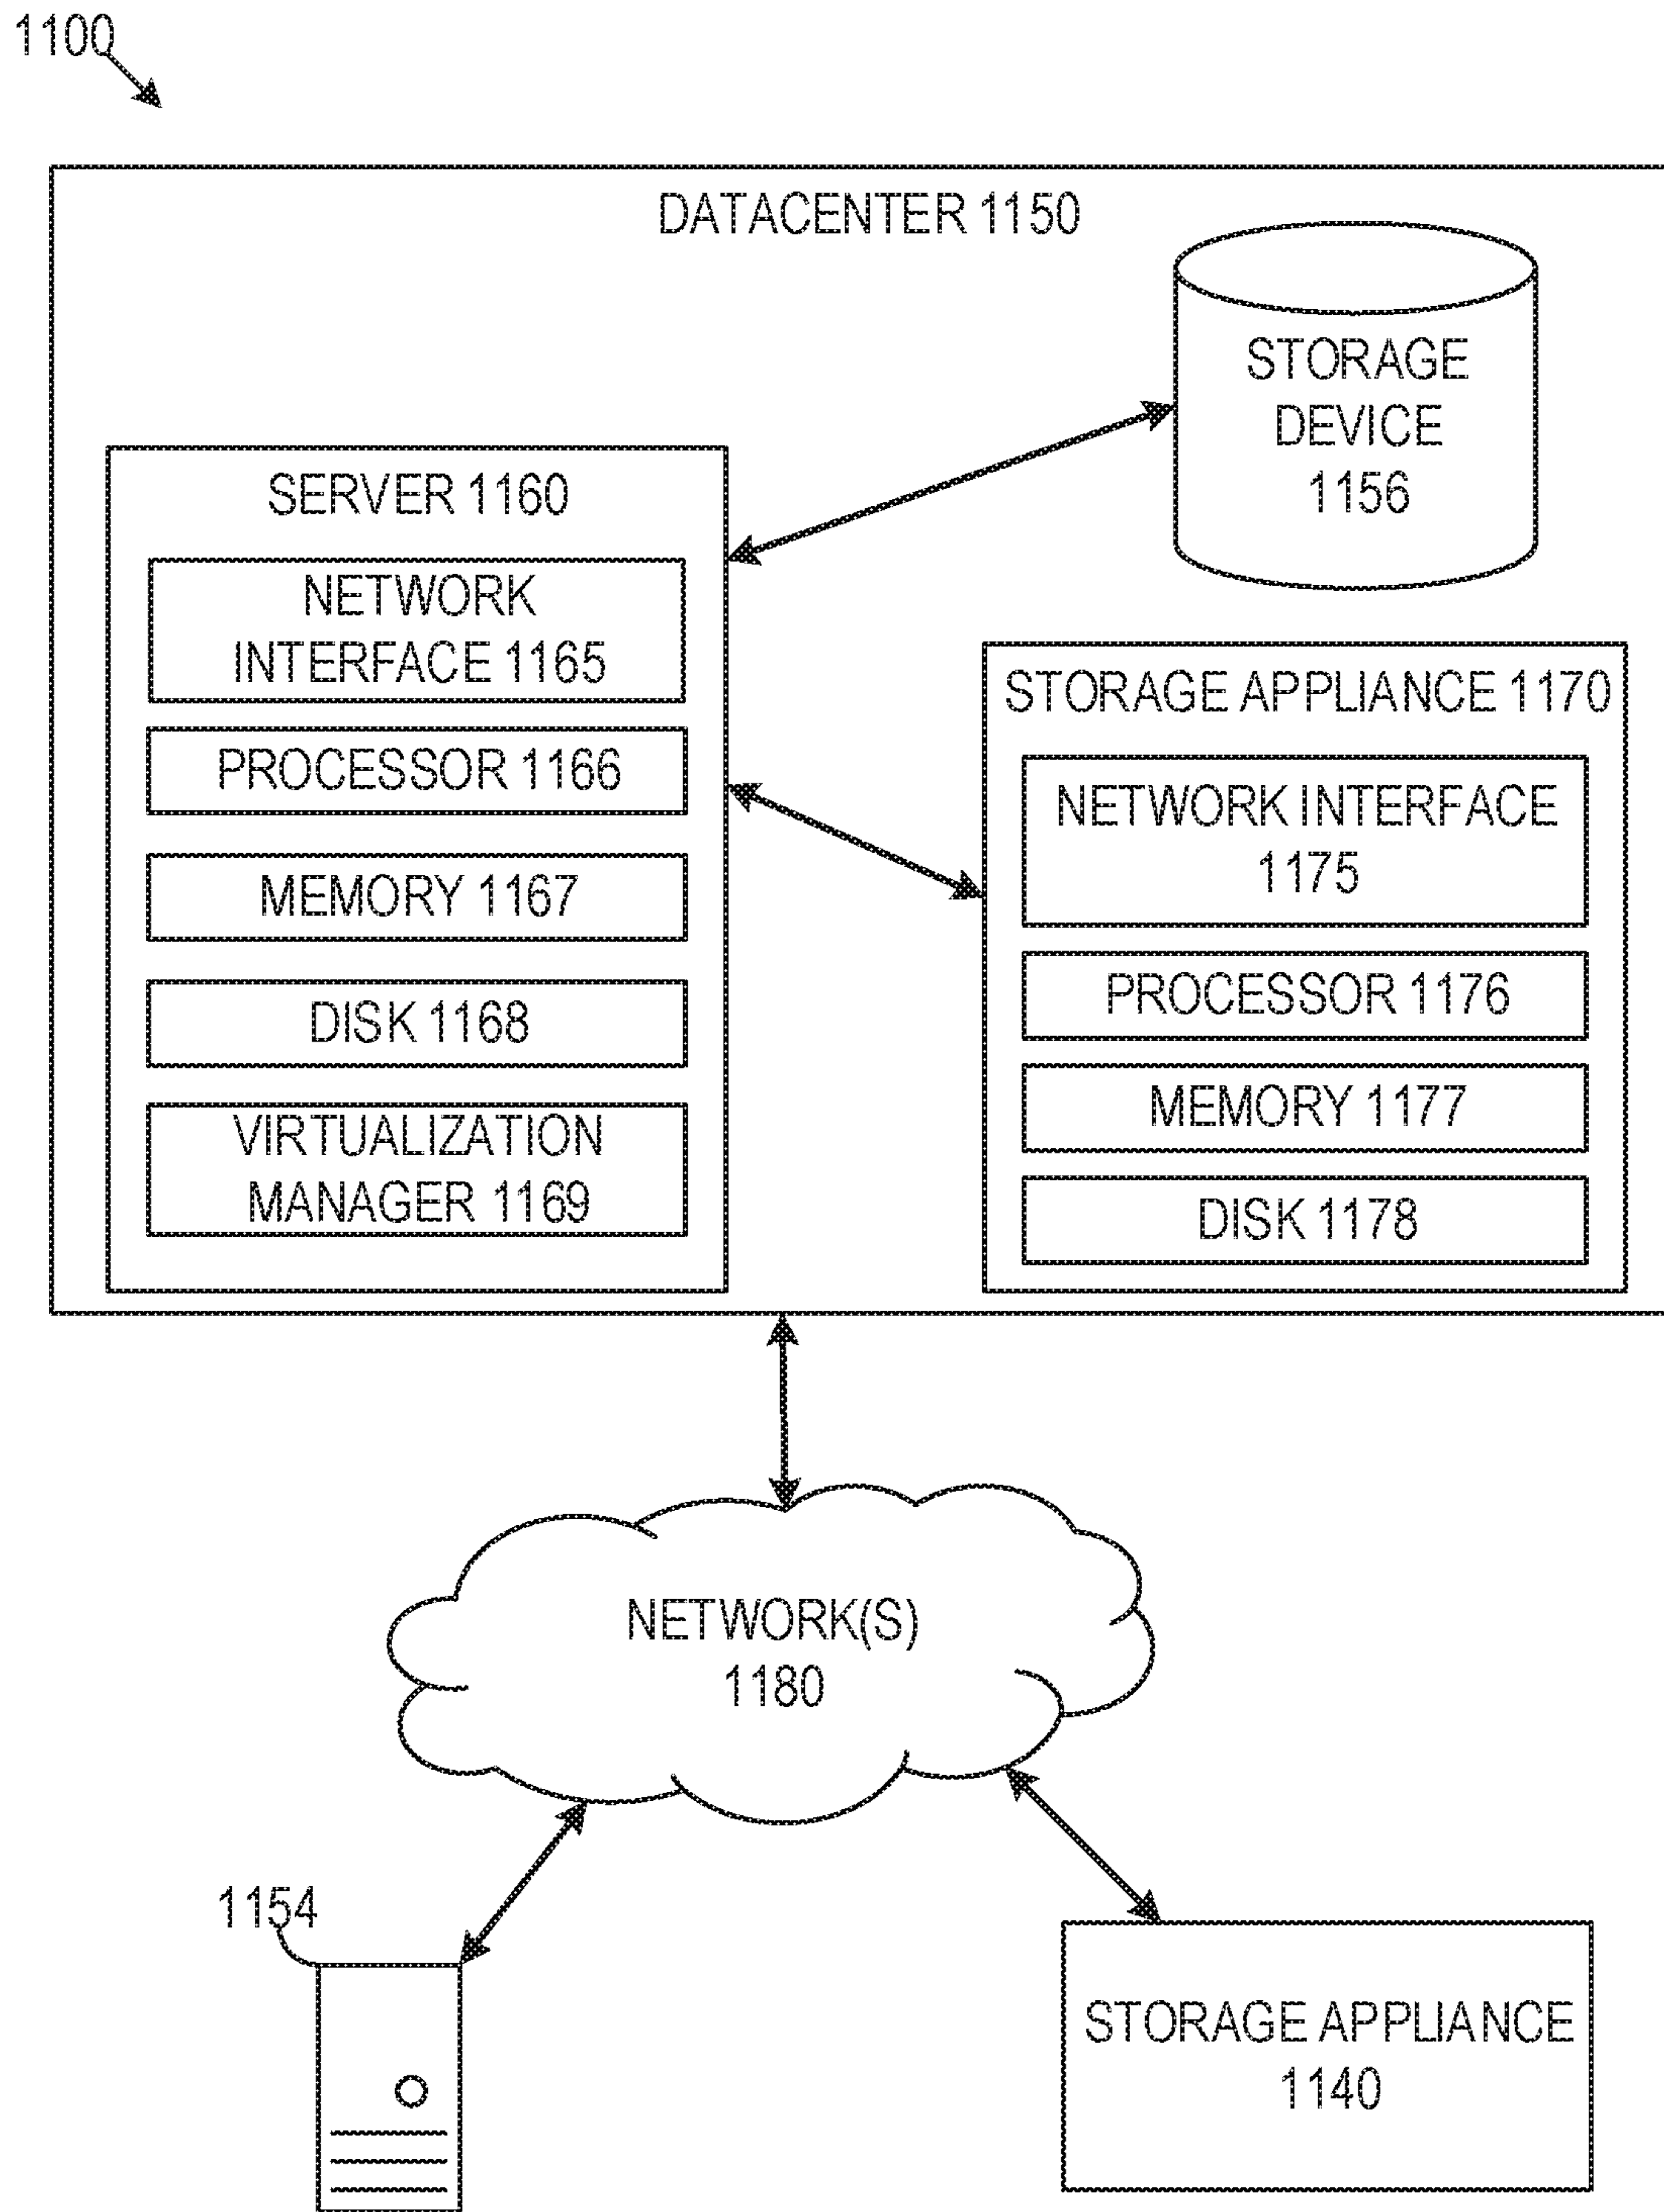 1100
DATACENTER 1150
STORAGE
DEVICE
1156
SERVER 1160
NETWORK
INTERFACE 1165
PROCESSOR 1166
MEMORY 1167
DISK 1168
VIRTUALIZATION
MANAGER 1169
STORAGE APPLIANCE 1170
NETWORK INTERFACE
1175
PROCESSOR 1176
MEMORY 1177
DISK 1178
NETWORK(S)
1180
1154
STORAGE APPLIANCE
1140